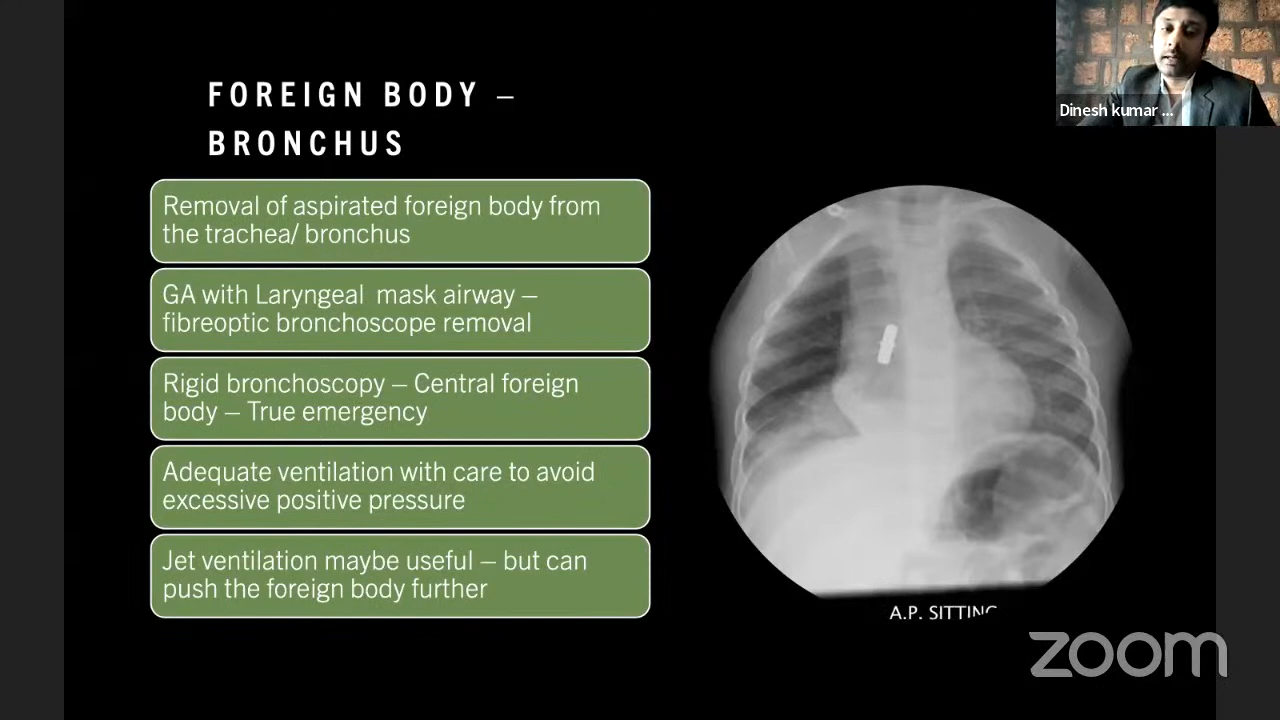 FOREIGN BODY –
BRONCHUS
Removal of aspirated foreign body from
the trachea/ bronchus
GA with Laryngeal mask airway –
fibreoptic bronchoscope removal
Rigid bronchoscopy – Central foreign
body – True emergency
Adequate ventilation with care to avoid
excessive positive pressure
Jet ventilation maybe useful – but can
push the foreign body further
Dinesh kumar ...
A.P. SITTING
zoom